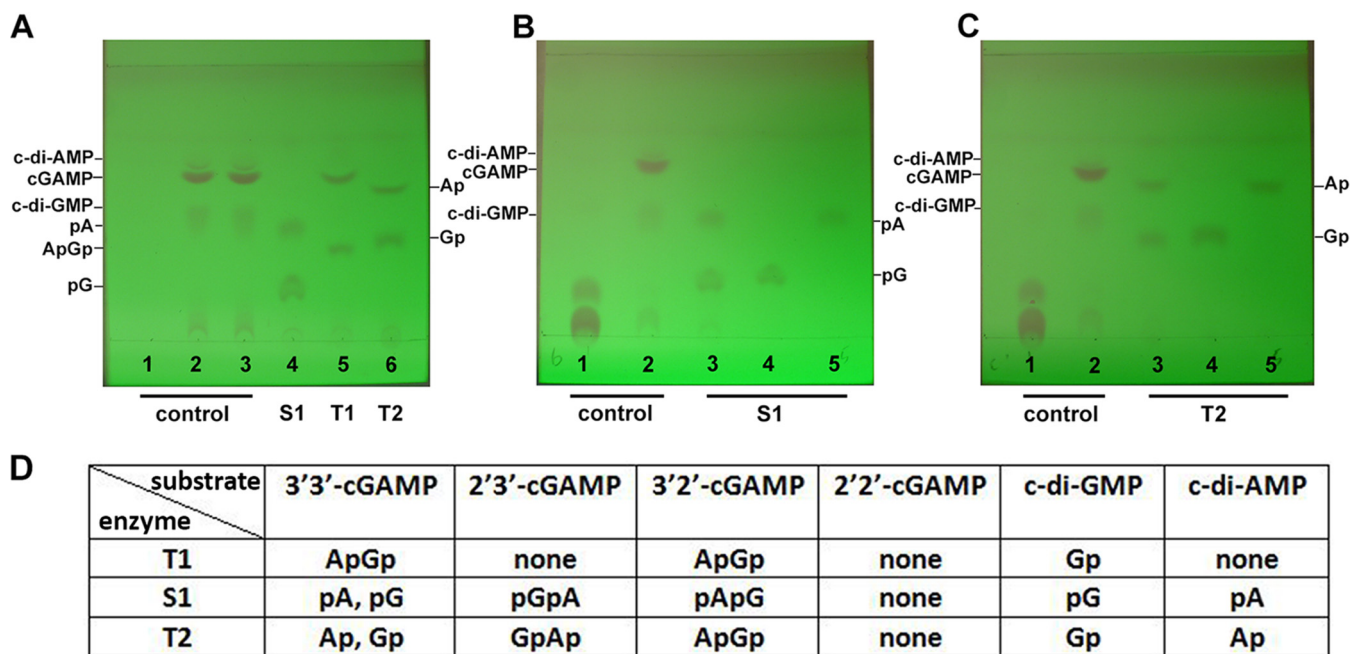 A
c-di-AMP
cGAMP
c-di-GMP
pA
ApGp
pG
Ap
Gp
1 2 3 4 5 6
control S1 T1 T2
B
c-di-AMP
cGAMP
c-di-GMP
pA
pG
6
1 2 3 4 5
control S1
C
c-di-AMP
cGAMP
c-di-GMP
Ap
Gp
1 2 3 4 5
control T2
D
substrate
enzyme
3’3’-cGAMP 2’3’-cGAMP 3’2’-cGAMP 2’2’-cGAMP c-di-GMP c-di-AMP
T1 ApGp none ApGp none Gp none
S1 pA, pG pGpA pApG none pG pA
T2 Ap, Gp GpAp ApGp none Gp Ap